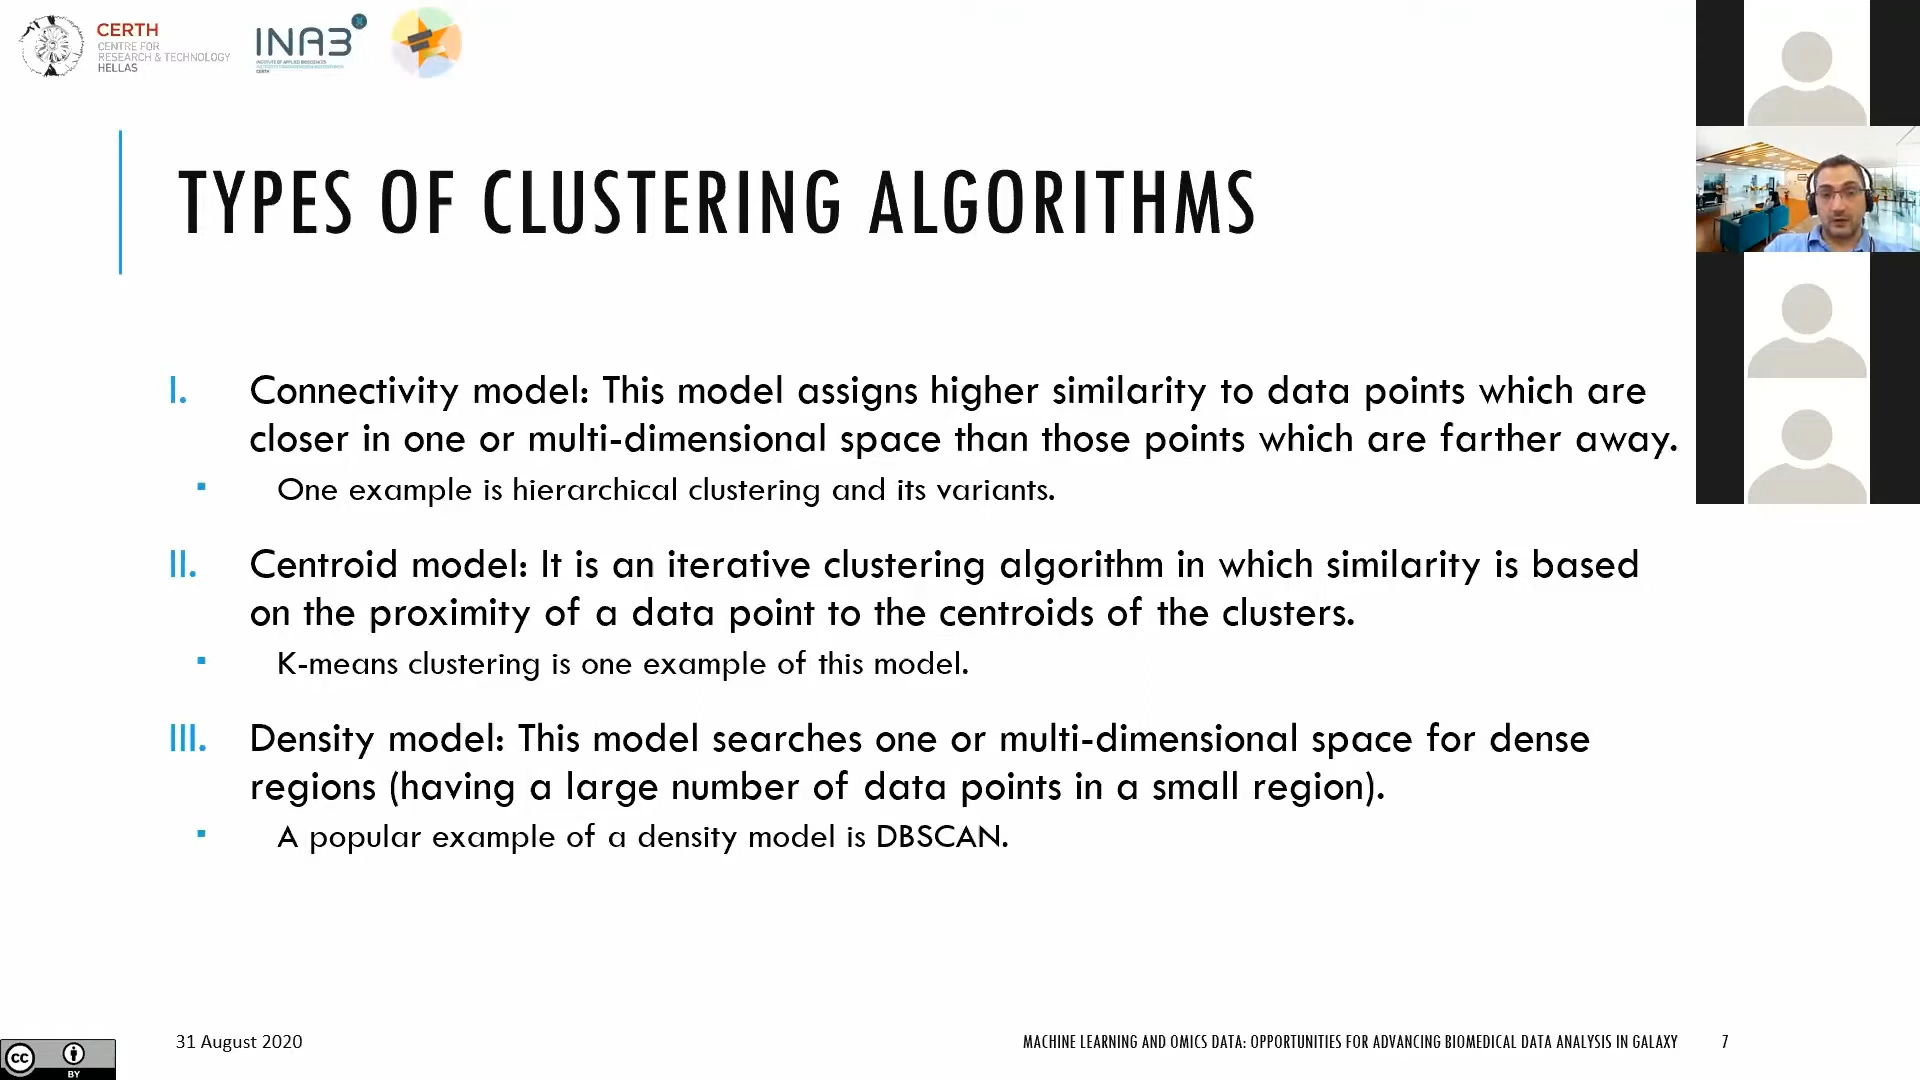 CERTH
CENTRE FOR
RESEARCH & TECHNOLOGY
HELLAS
INAB
INSTITUTE OF APPLIED BIOSCIENCES
CERTH
TYPES OF CLUSTERING ALGORITHMS
I. Connectivity model: This model assigns higher similarity to data points which are
closer in one or multi-dimensional space than those points which are farther away.
▪ One example is hierarchical clustering and its variants.
II. Centroid model: It is an iterative clustering algorithm in which similarity is based
on the proximity of a data point to the centroids of the clusters.
▪ K-means clustering is one example of this model.
III. Density model: This model searches one or multi-dimensional space for dense
regions (having a large number of data points in a small region).
▪ A popular example of a density model is DBSCAN.
31 August 2020
MACHINE LEARNING AND OMICS DATA: OPPORTUNITIES FOR ADVANCING BIOMEDICAL DATA ANALYSIS IN GALAXY
7
cc
BY